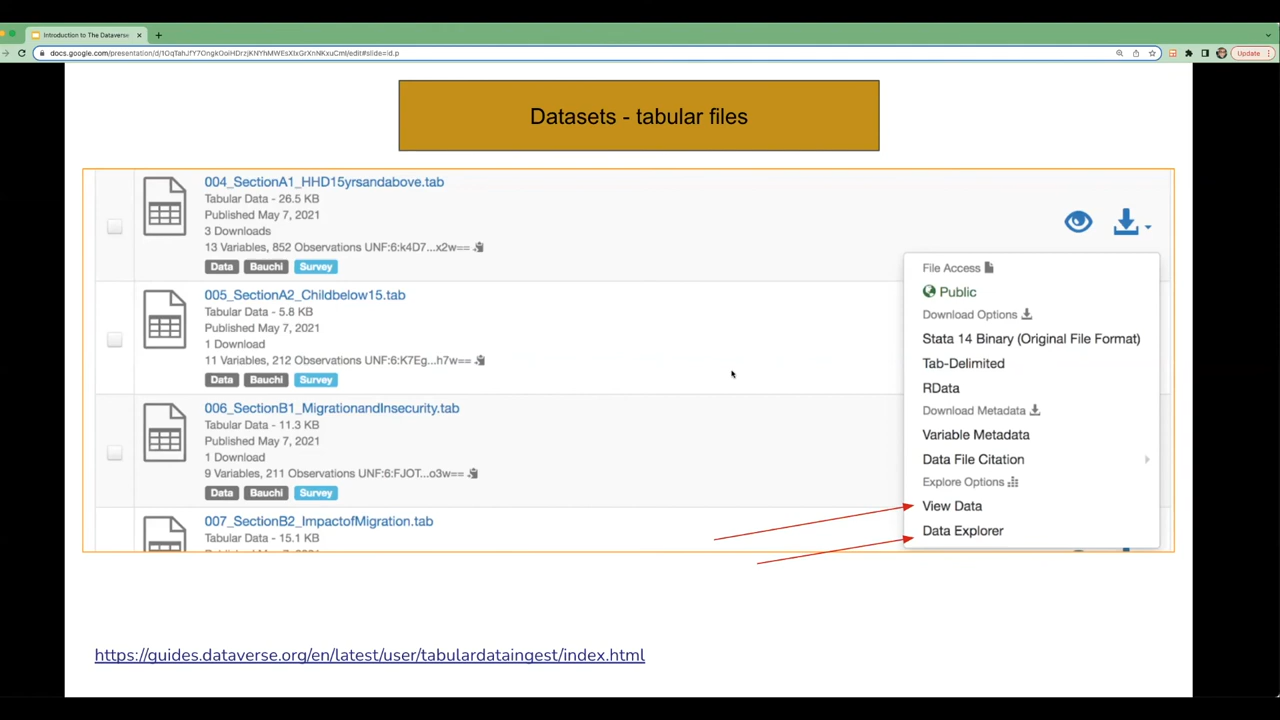 Introduction to The Dataverse
docs.google.com/presentation/d/1OqTahJfY7OngkOoiHDrzjKNYhMWEsXIxGrXnNKxuCmI/edit#slide=id.p
Update
Datasets - tabular files
004_SectionA1_HHD15yrsandabove.tab
Tabular Data - 26.5 KB
Published May 7, 2021
3 Downloads
13 Variables, 852 Observations UNF:6:k4D7...x2w==
Data Bauchi Survey
005_SectionA2_Childbelow15.tab
Tabular Data - 5.8 KB
Published May 7, 2021
1 Download
11 Variables, 212 Observations UNF:6:K7Eg...h7w==
Data Bauchi Survey
006_SectionB1_MigrationandInsecurity.tab
Tabular Data - 11.3 KB
Published May 7, 2021
1 Download
9 Variables, 211 Observations UNF:6:FJOT...o3w==
Data Bauchi Survey
007_SectionB2_ImpactofMigration.tab
Tabular Data - 15.1 KB
File Access
Public
Download Options
Stata 14 Binary (Original File Format)
Tab-Delimited
RData
Download Metadata
Variable Metadata
Data File Citation
Explore Options
View Data
Data Explorer
https://guides.dataverse.org/en/latest/user/tabulardataingest/index.html